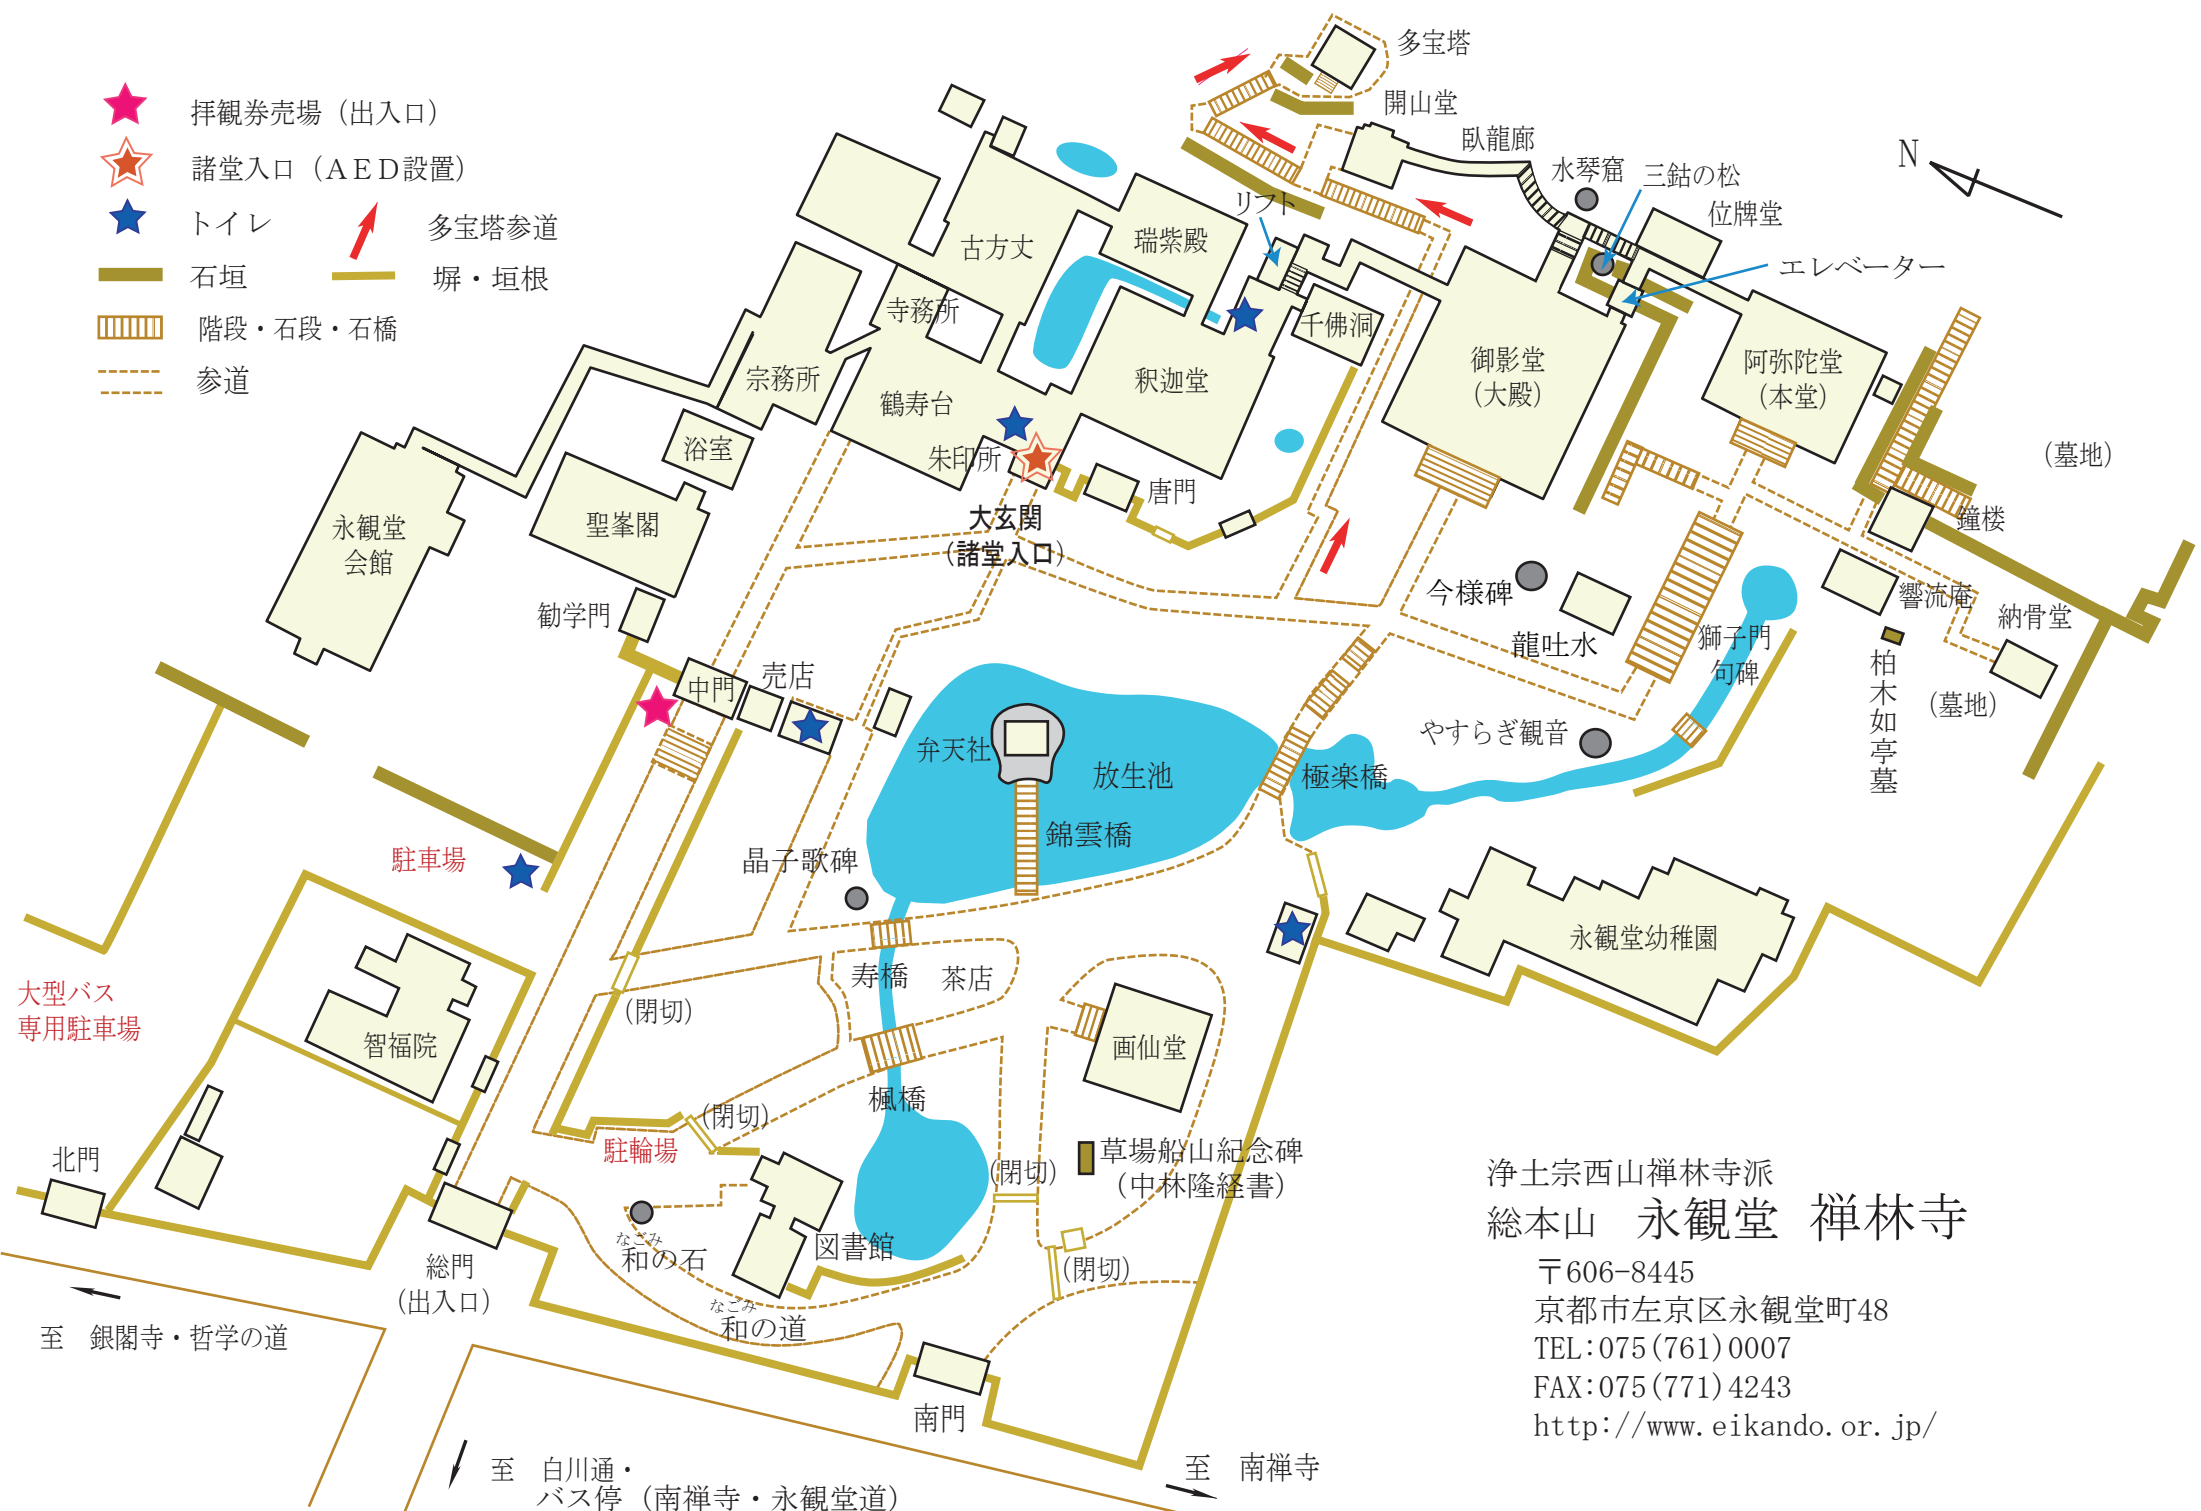 拝観券売場（出入口）
諸堂入口（ＡＥＤ設置）
トイレ
多宝塔参道
石垣
塀・垣根
階段・石段・石橋
参道
多宝塔
開山堂
臥龍廊
水琴窟
三鈷の松
位牌堂
エレベーター
リフト
N
古方丈
瑞紫殿
寺務所
千佛洞
宗務所
釈迦堂
御影堂
（大殿）
阿弥陀堂
（本堂）
鶴寿台
浴室
朱印所
唐門
大玄関
（諸堂入口）
（墓地）
鐘楼
永観堂
会館
聖峯閣
勧学門
今様碑
龍吐水
獅子門
句碑
響流庵
納骨堂
柏木如亭墓
（墓地）
中門
売店
弁天社
放生池
極楽橋
やすらぎ観音
錦雲橋
晶子歌碑
駐車場
永観堂幼稚園
大型バス
専用駐車場
智福院
（閉切）
寿橋
茶店
画仙堂
楓橋
（閉切）
駐輪場
（閉切）
草場船山紀念碑
（中林隆経書）
北門
総門
（出入口）
なごみ
和の石
図書館
（閉切）
なごみ
和の道
南門
至　銀閣寺・哲学の道
至　白川通・
バス停（南禅寺・永観堂道）
至　南禅寺
浄土宗西山禅林寺派
総本山　永観堂　禅林寺
〒606-8445
京都市左京区永観堂町48
TEL:075(761)0007
FAX:075(771)4243
http://www.eikando.or.jp/